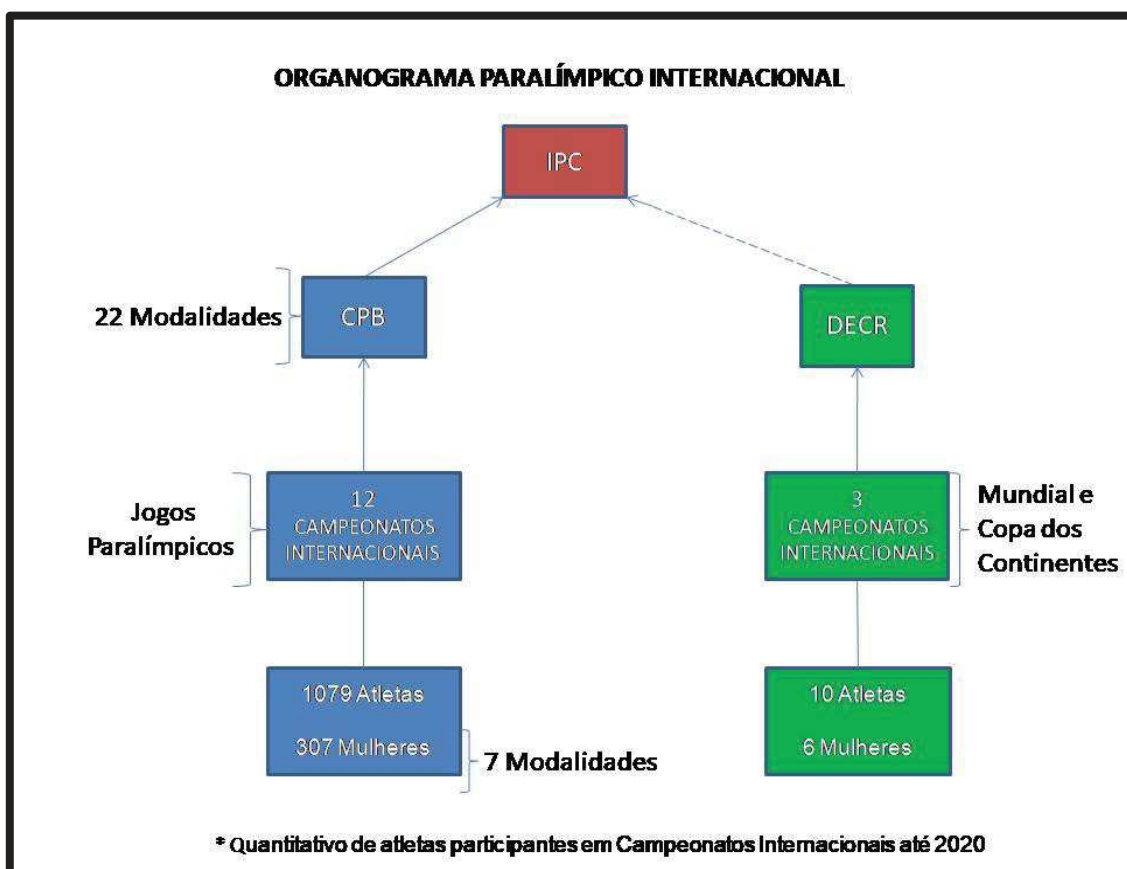 ORGANOGRAMA PARALÍMPICO INTERNACIONAL
IPC
22 Modalidades
CPB
DECR
Jogos
Paralímpicos
12
CAMPEONATOS
INTERNACIONAIS
3
CAMPEONATOS
INTERNACIONAIS
Mundial e
Copa dos
Continentes
1079 Atletas
307 Mulheres
7 Modalidades
10 Atletas
6 Mulheres
* Quantitativo de atletas participantes em Campeonatos Internacionais até 2020